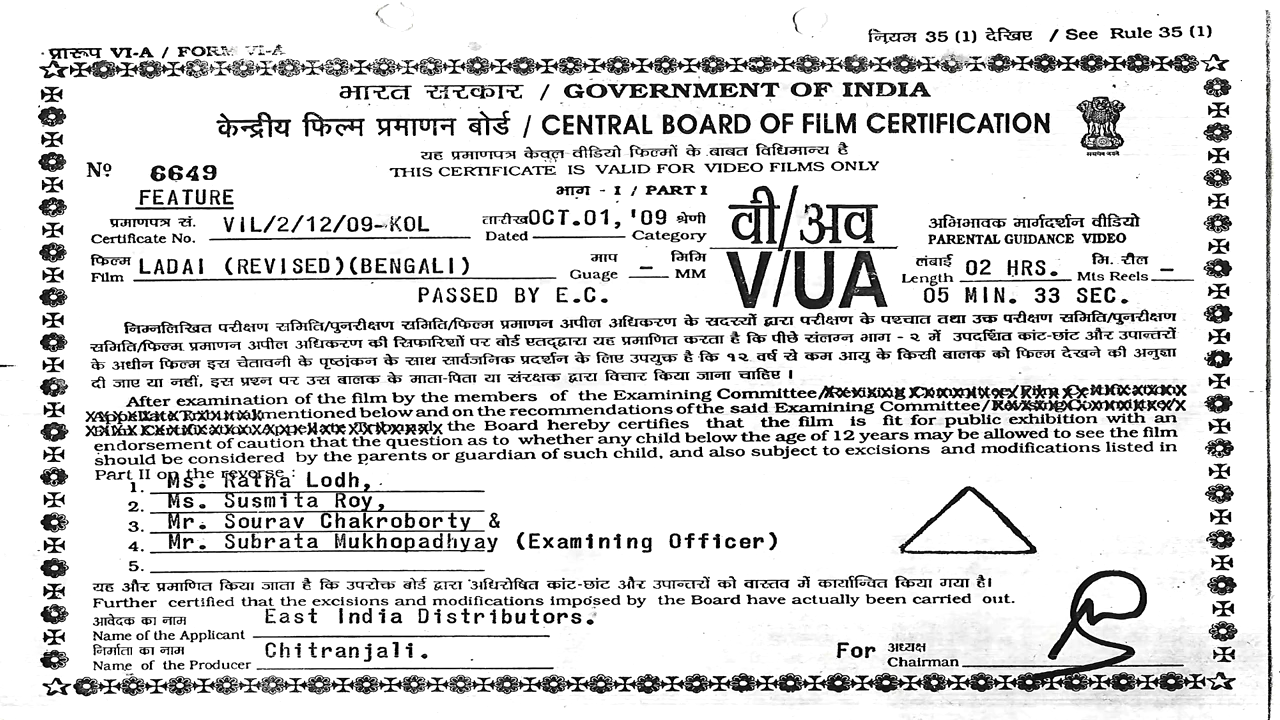 प्रारूप VI-A / FORM VI-A
नियम 35 (1) देखिए / See Rule 35 (1)
भारत सरकार / GOVERNMENT OF INDIA
केन्द्रीय फिल्म प्रमाणन बोर्ड / CENTRAL BOARD OF FILM CERTIFICATION
यह प्रमाणपत्र केवल वीडियो फिल्मों के बाबत विधिमान्य है
Nº 6649 THIS CERTIFICATE IS VALID FOR VIDEO FILMS ONLY
FEATURE भाग - I / PART I
प्रमाणपत्र सं. VIL/2/12/09-KOL तारीख OCT.01, '09 श्रेणी वी/अव अभिभावक मार्गदर्शन वीडियो
Certificate No. Dated Category PARENTAL GUIDANCE VIDEO
फिल्म LADAI (REVISED)(BENGALI) माप - मिमि V/UA लंबाई 02 HRS. मि. रील -
Film Guage MM Length Mts Reels
PASSED BY E.C. 05 MIN. 33 SEC.
निम्नलिखित परीक्षण समिति/पुनरीक्षण समिति/फिल्म प्रमाणन अपील अधिकरण के सदस्यों द्वारा परीक्षण के पश्चात तथा उक्त परीक्षण समिति/पुनरीक्षण
समिति/फिल्म प्रमाणन अपील अधिकरण की सिफारिशों पर बोर्ड एतद्द्वारा यह प्रमाणित करता है कि पीछे संलग्न भाग - २ में उपदर्शित कांट-छांट और उपान्तरों
के अधीन फिल्म इस चेतावनी के पृष्ठांकन के साथ सार्वजनिक प्रदर्शन के लिए उपयुक्त है कि १२ वर्ष से कम आयु के किसी बालक को फिल्म देखने की अनुज्ञा
दी जाए या नहीं, इस प्रश्न पर उस बालक के माता-पिता या संरक्षक द्वारा विचार किया जाना चाहिए ।
After examination of the film by the members of the Examining Committee/
mentioned below and on the recommendations of the said Examining Committee/
the Board hereby certifies that the film is fit for public exhibition with an
endorsement of caution that the question as to whether any child below the age of 12 years may be allowed to see the film
should be considered by the parents or guardian of such child, and also subject to excisions and modifications listed in
Part II on the reverse :
1. Ms. Ratna Lodh,
2. Ms. Susmita Roy,
3. Mr. Sourav Chakroborty &
4. Mr. Subrata Mukhopadhyay (Examining Officer)
5.
यह और प्रमाणित किया जाता है कि उपरोक्त बोर्ड द्वारा अधिरोषित कांट-छांट और उपान्तरों को वास्तव में कार्यान्वित किया गया है।
Further certified that the excisions and modifications imposed by the Board have actually been carried out.
आवेदक का नाम East India Distributors.
Name of the Applicant
निर्माता का नाम Chitranjali. For अध्यक्ष
Name of the Producer Chairman